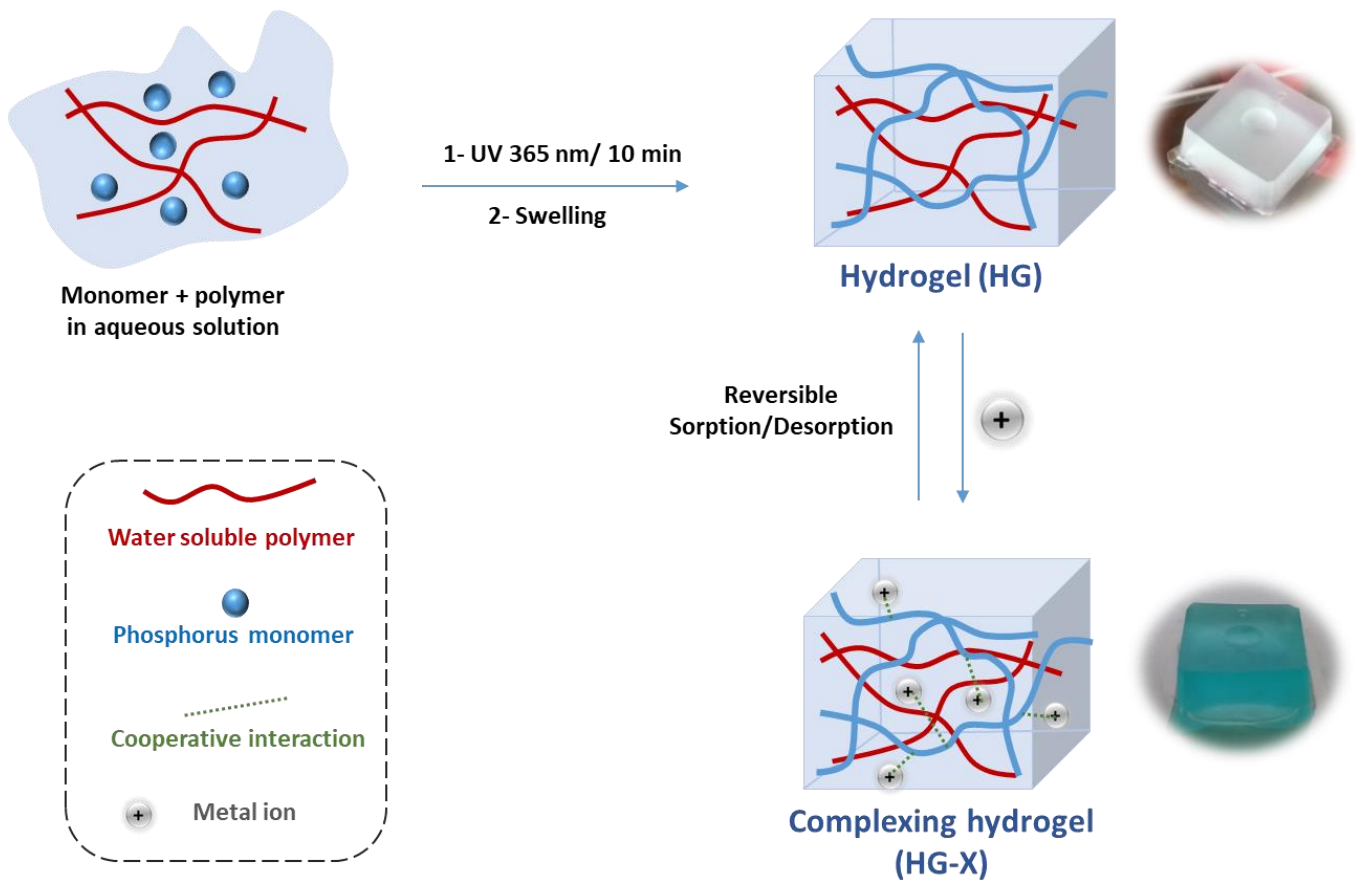 1- UV 365 nm/ 10 min
2- Swelling
Monomer + polymer
in aqueous solution
Hydrogel (HG)
Reversible
Sorption/Desorption
+
Water soluble polymer
Phosphorus monomer
Cooperative interaction
+
Metal ion
+
+
+
+
+
Complexing hydrogel
(HG-X)